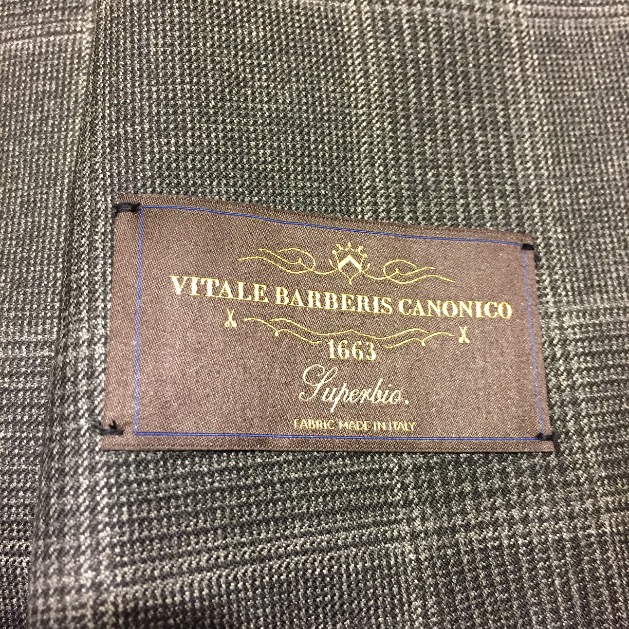 VITALE BARBERIS CANONICO
1663
Superbio.
FABRIC MADE IN ITALY